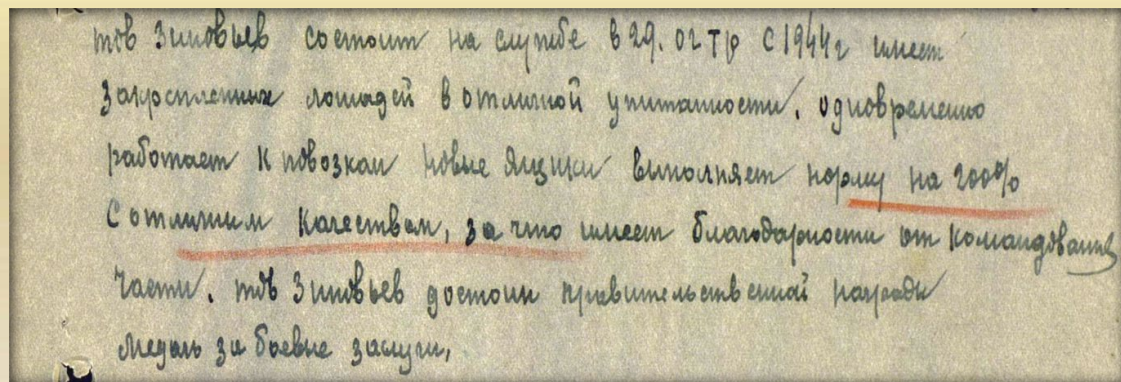 тов Зиновьев состоит на службе в 29. ОГТР с 1944г имеет
закрепленных лошадей в отличной упитанности. одновременно
работает к повозкам новые ящики выполняет норму на 200%
С отличным качеством, за что имеет благодарности от командования
части. тов Зиновьев достоин правительственной награды
медаль за боевые заслуги.